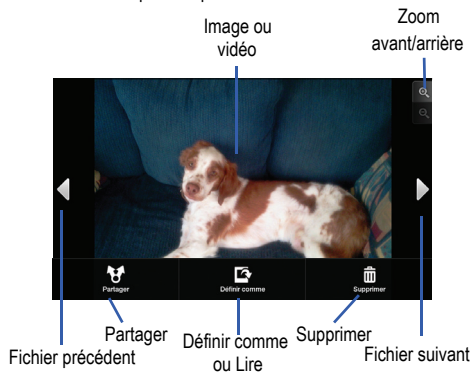 Zoom
avant/arrière
Image ou
vidéo
Partager
Définir comme
Supprimer
Partager
Définir comme
ou Lire
Supprimer
Fichier précédent
Fichier suivant